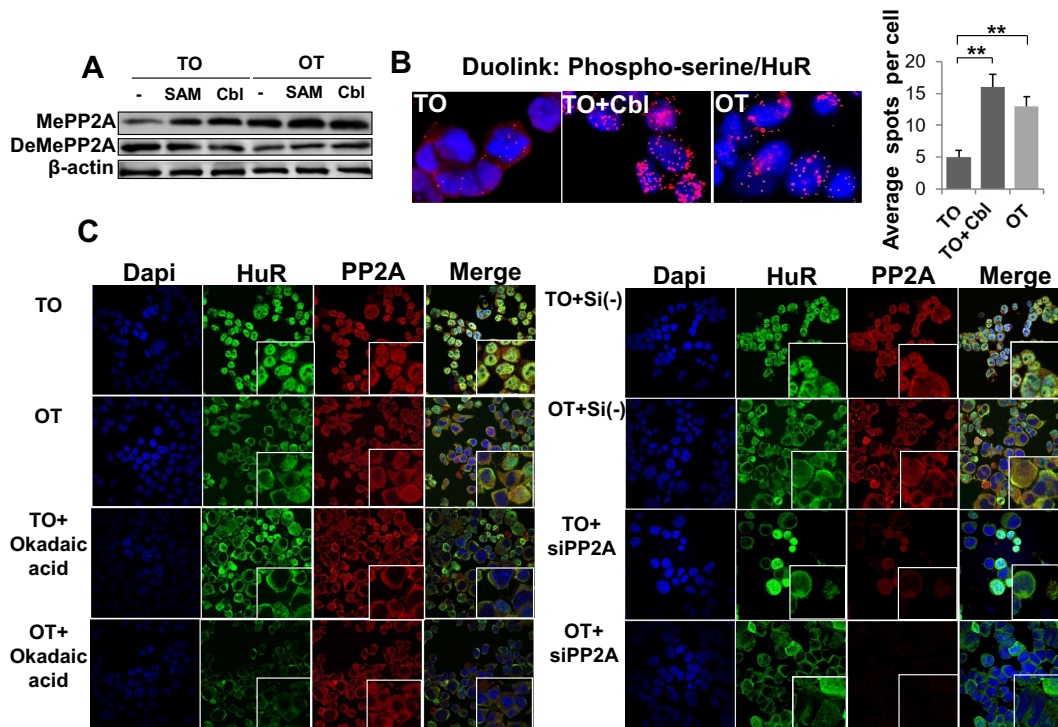 A
TO OT
- SAM Cbl - SAM Cbl
MePP2A
DeMePP2A
β-actin
B
Duolink: Phospho-serine/HuR
TO
TO+Cbl
OT
Average spots per cell
20
15
10
5
0
**
**
TO
TO+Cbl
OT
C
Dapi HuR PP2A Merge
TO
OT
TO+
Okadaic
acid
OT+
Okadaic
acid
Dapi HuR PP2A Merge
TO+Si(-)
OT+Si(-)
TO+
siPP2A
OT+
siPP2A